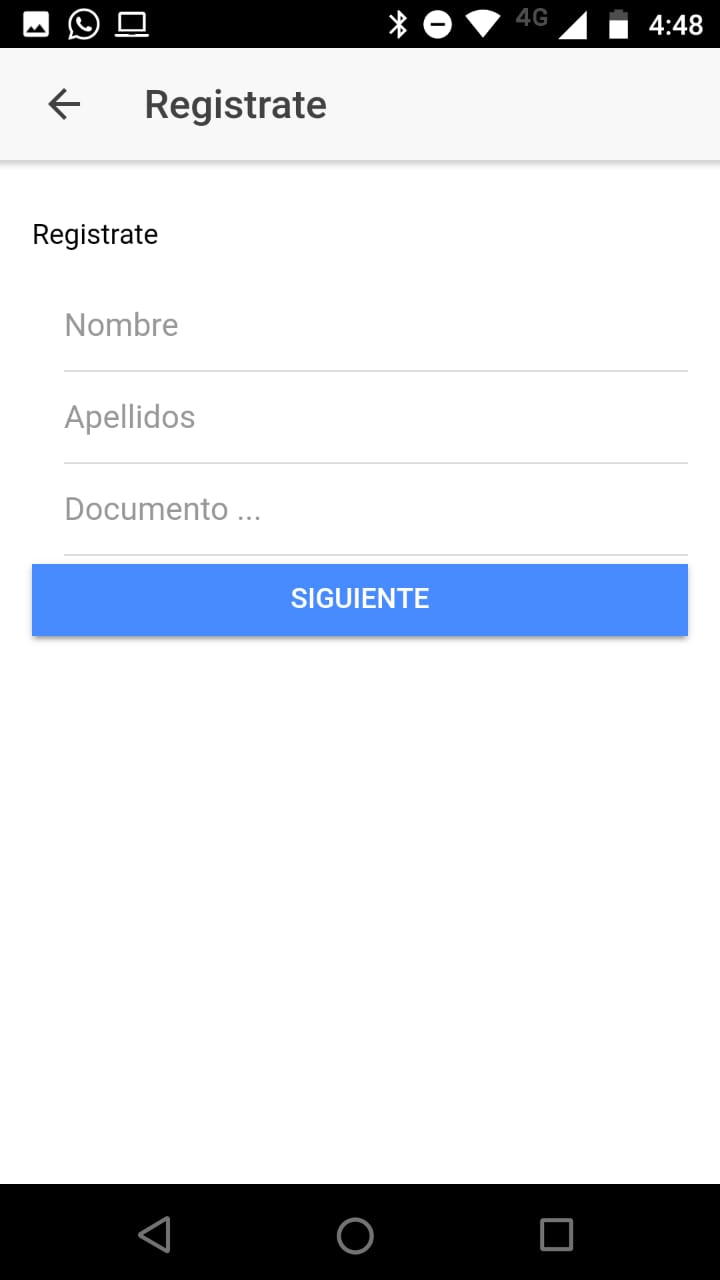 4G 4:48
Registrate
Registrate
Nombre
Apellidos
Documento ...
SIGUIENTE